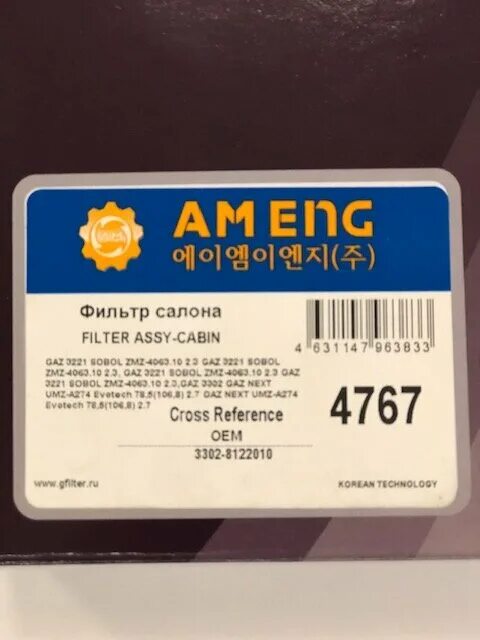 AM ENG
에이엠이엔지(주)
Фильтр салона
FILTER ASSY-CABIN
GAZ 3221 SOBOL ZMZ-4063.10 2.3 GAZ 3221 SOBOL
ZMZ-4063.10 2.3, GAZ 3221 SOBOL ZMZ-4063.10 2.3 GAZ
3221 SOBOL ZMZ-4063.10 2.3,GAZ 3302 GAZ NEXT
UMZ-A274 Evotech 78,5(106,8) 2.7 GAZ NEXT UMZ-A274
Evotech 78,5(106,8) 2.7
4 631147 963833
4767
Cross Reference
OEM
3302-8122010
www.gfilter.ru
KOREAN TECHNOLOGY